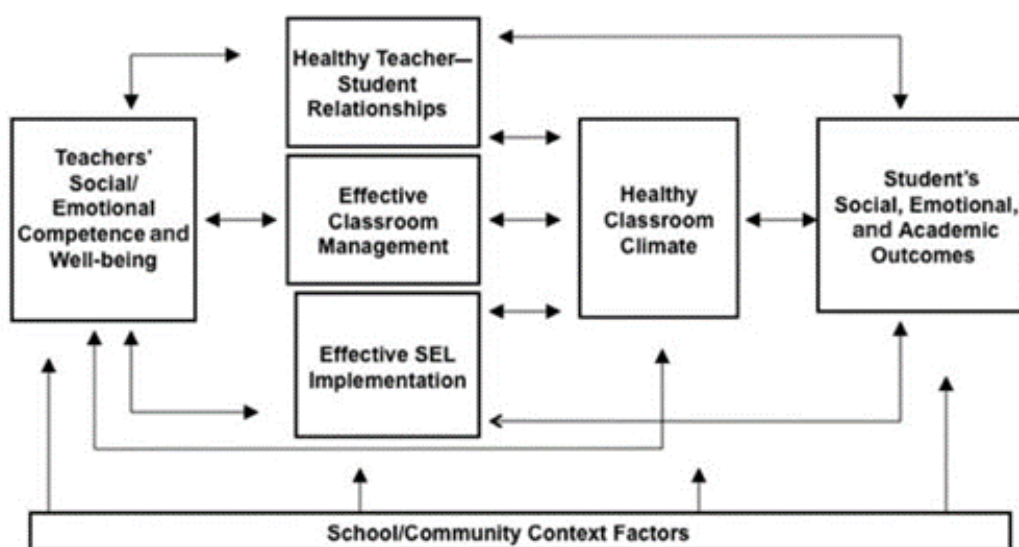 Healthy Teacher—
Student
Relationships
Teachers'
Social/
Emotional
Competence and
Well-being
Effective
Classroom
Management
Healthy
Classroom
Climate
Student's
Social, Emotional,
and Academic
Outcomes
Effective SEL
Implementation
School/Community Context Factors